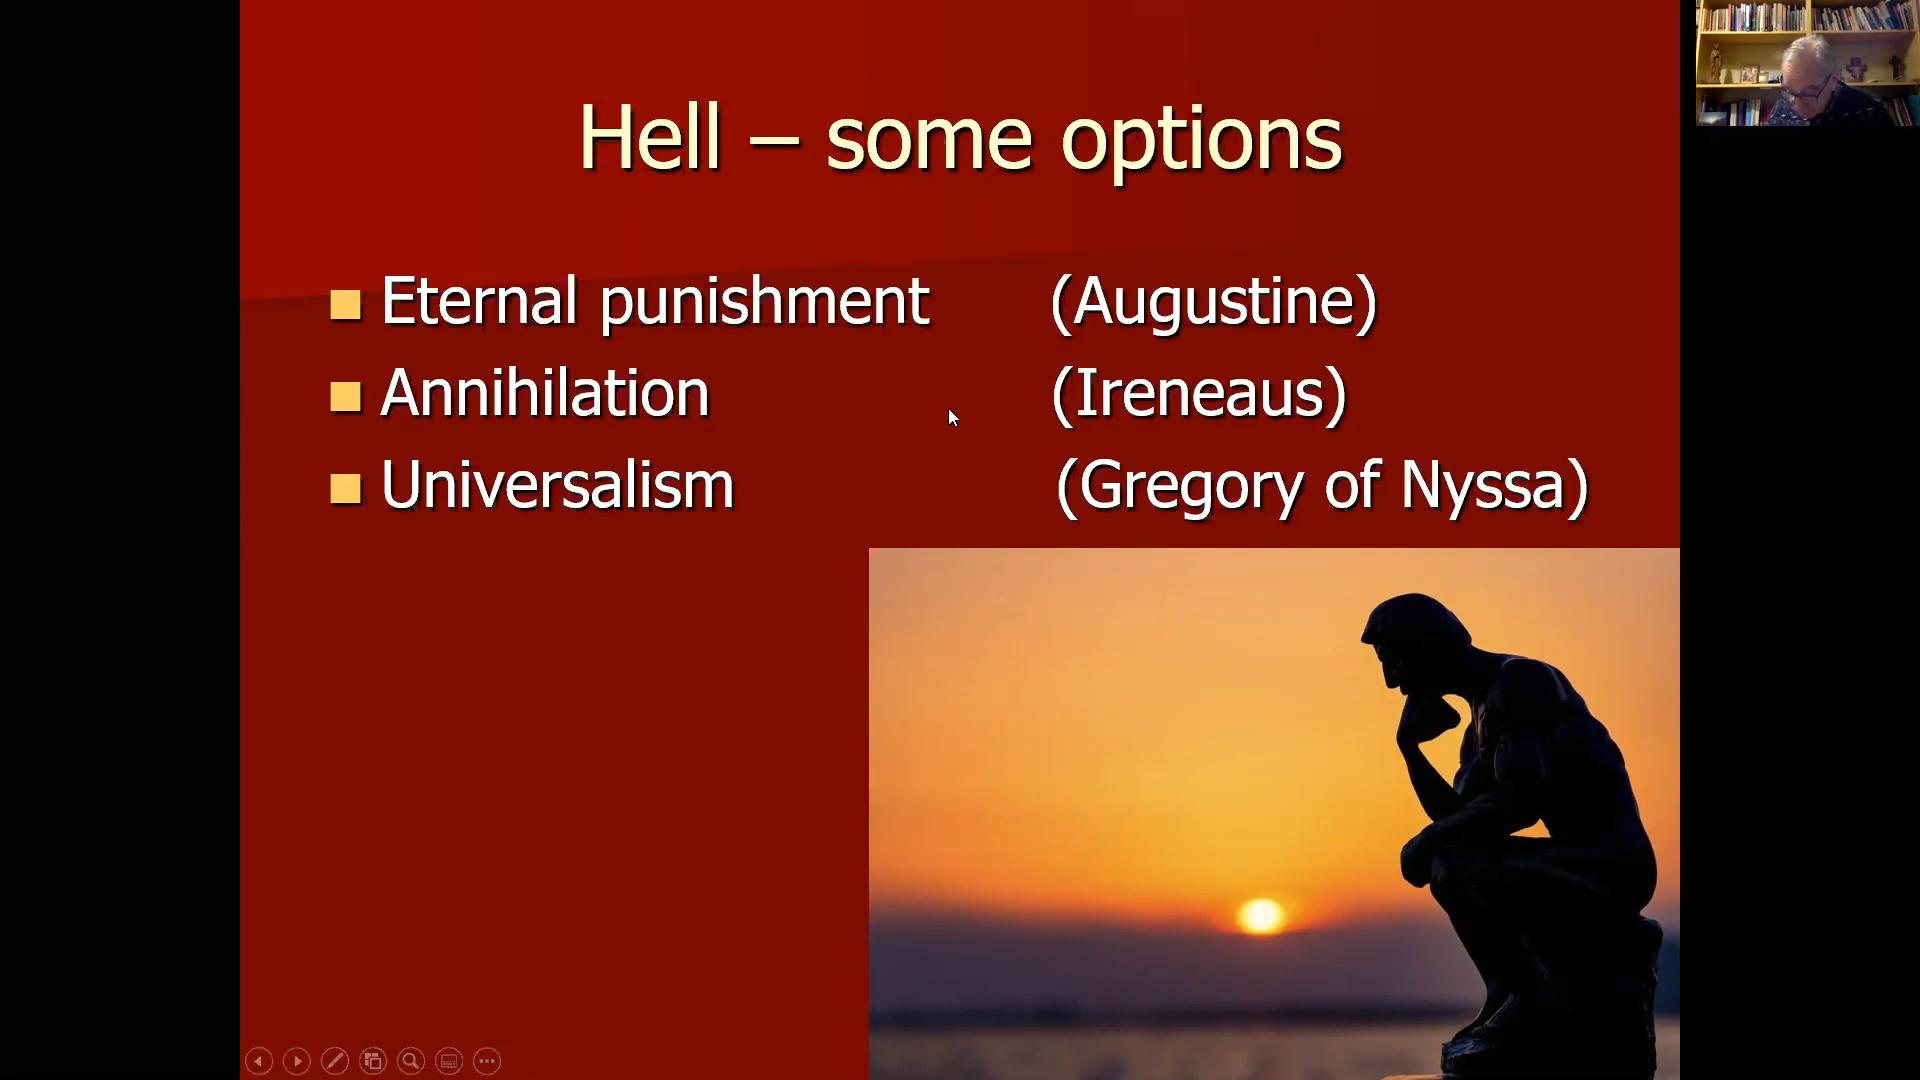 Hell – some options
Eternal punishment (Augustine)
Annihilation (Ireneaus)
Universalism (Gregory of Nyssa)